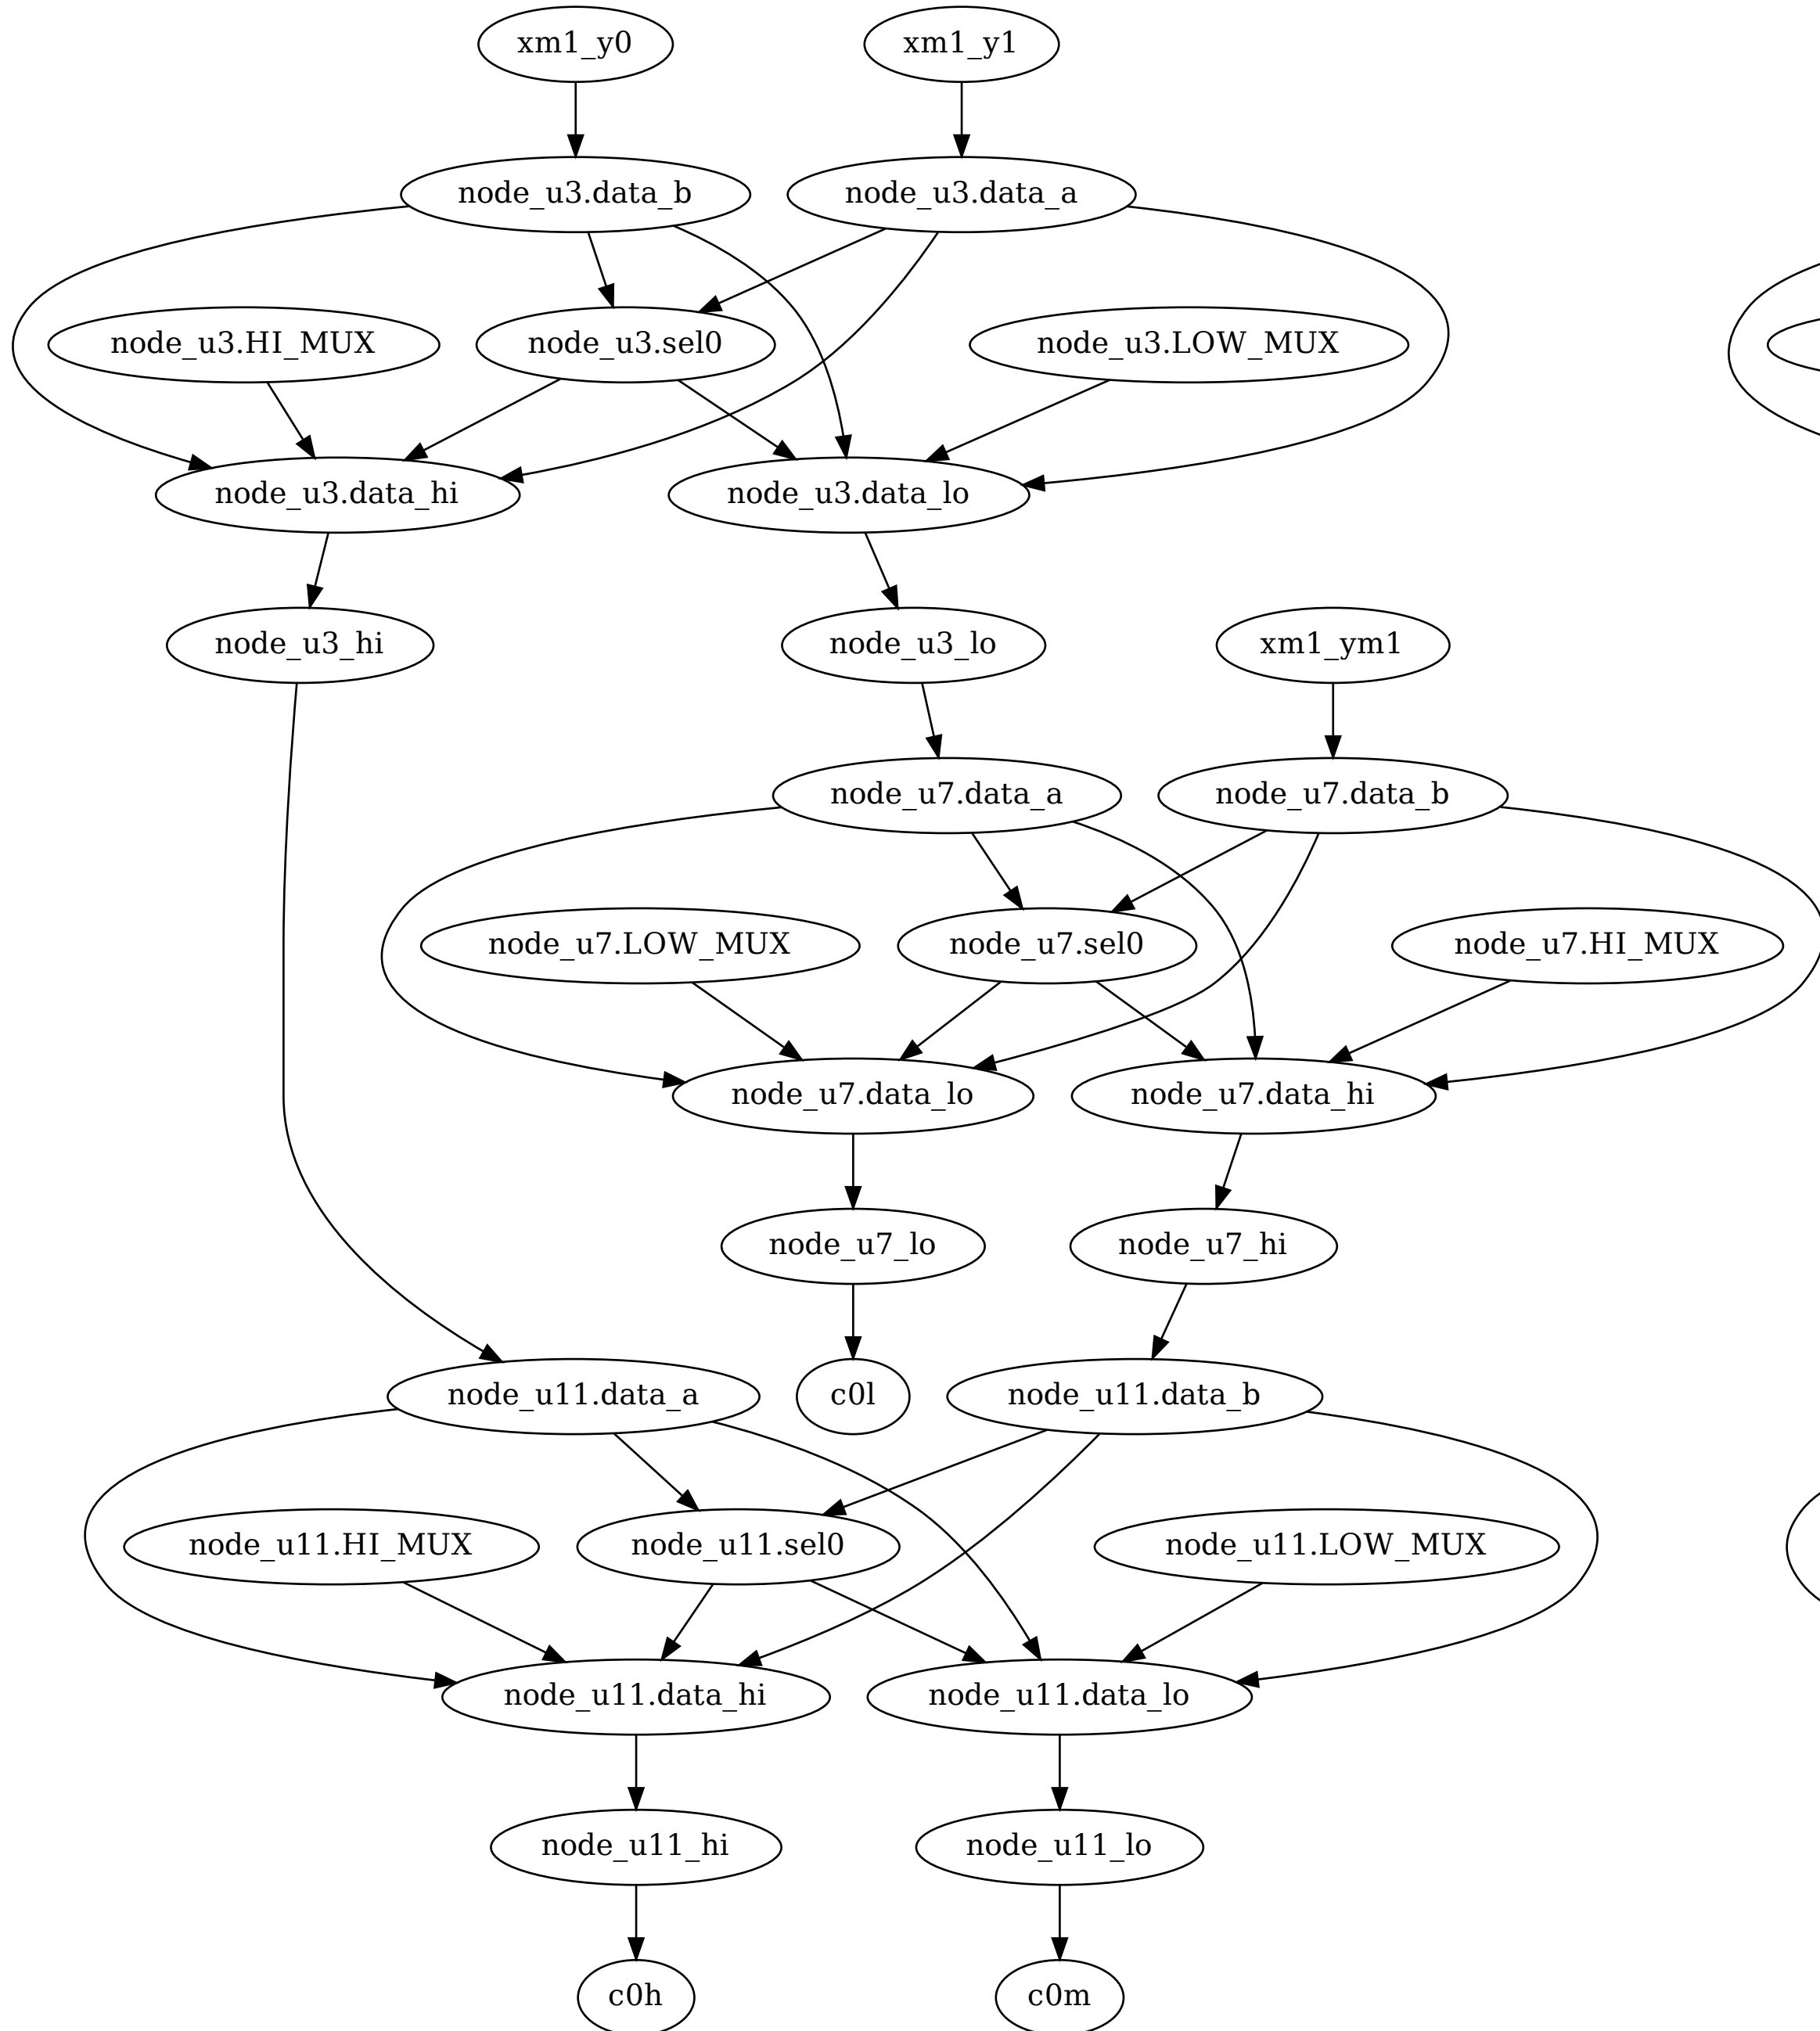 xm1_y0
xm1_y1
node_u3.data_b
node_u3.data_a
node_u3.HI_MUX
node_u3.sel0
node_u3.LOW_MUX
node_u3.data_hi
node_u3.data_lo
node_u3_hi
node_u3_lo
xm1_ym1
node_u7.data_a
node_u7.data_b
node_u7.LOW_MUX
node_u7.sel0
node_u7.HI_MUX
node_u7.data_lo
node_u7.data_hi
node_u7_lo
node_u7_hi
node_u11.data_a
c0l
node_u11.data_b
node_u11.HI_MUX
node_u11.sel0
node_u11.LOW_MUX
node_u11.data_hi
node_u11.data_lo
node_u11_hi
node_u11_lo
c0h
c0m